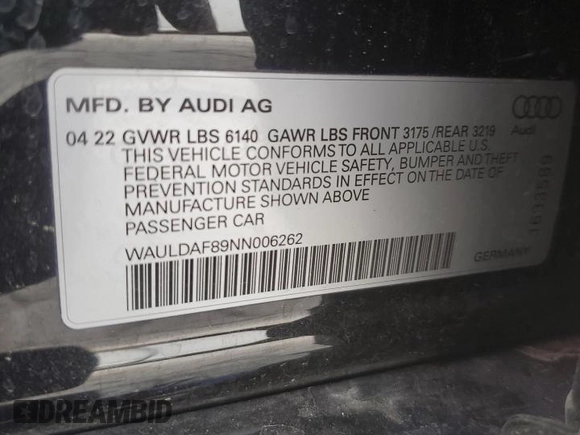 MFD. BY AUDI AG
04 22 GVWR LBS 6140 GAWR LBS FRONT 3175 /REAR 3219
THIS VEHICLE CONFORMS TO ALL APPLICABLE U.S.
FEDERAL MOTOR VEHICLE SAFETY, BUMPER AND THEFT
PREVENTION STANDARDS IN EFFECT ON THE DATE OF
MANUFACTURE SHOWN ABOVE
PASSENGER CAR
WAULDAF89NN006262
Audi
1613589
GERMANY
DREAMBID